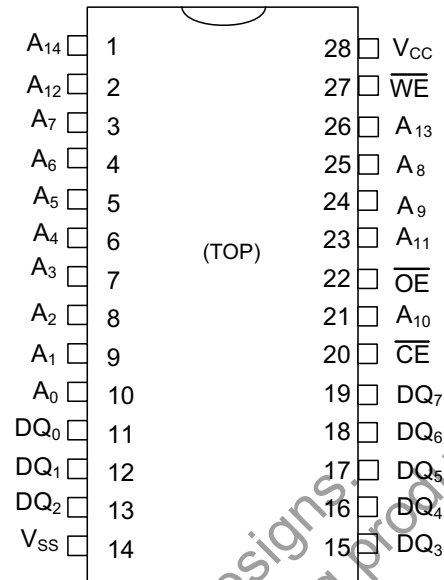 A14 1 28 VCC
A12 2 27 WE
A7 3 26 A13
A6 4 25 A8
A5 5 24 A9
A4 6 23 A11
(TOP)
A3 7 22 OE
A2 8 21 A10
A1 9 20 CE
A0 10 19 DQ7
DQ0 11 18 DQ6
DQ1 12 17 DQ5
DQ2 13 16 DQ4
VSS 14 15 DQ3
esigns.